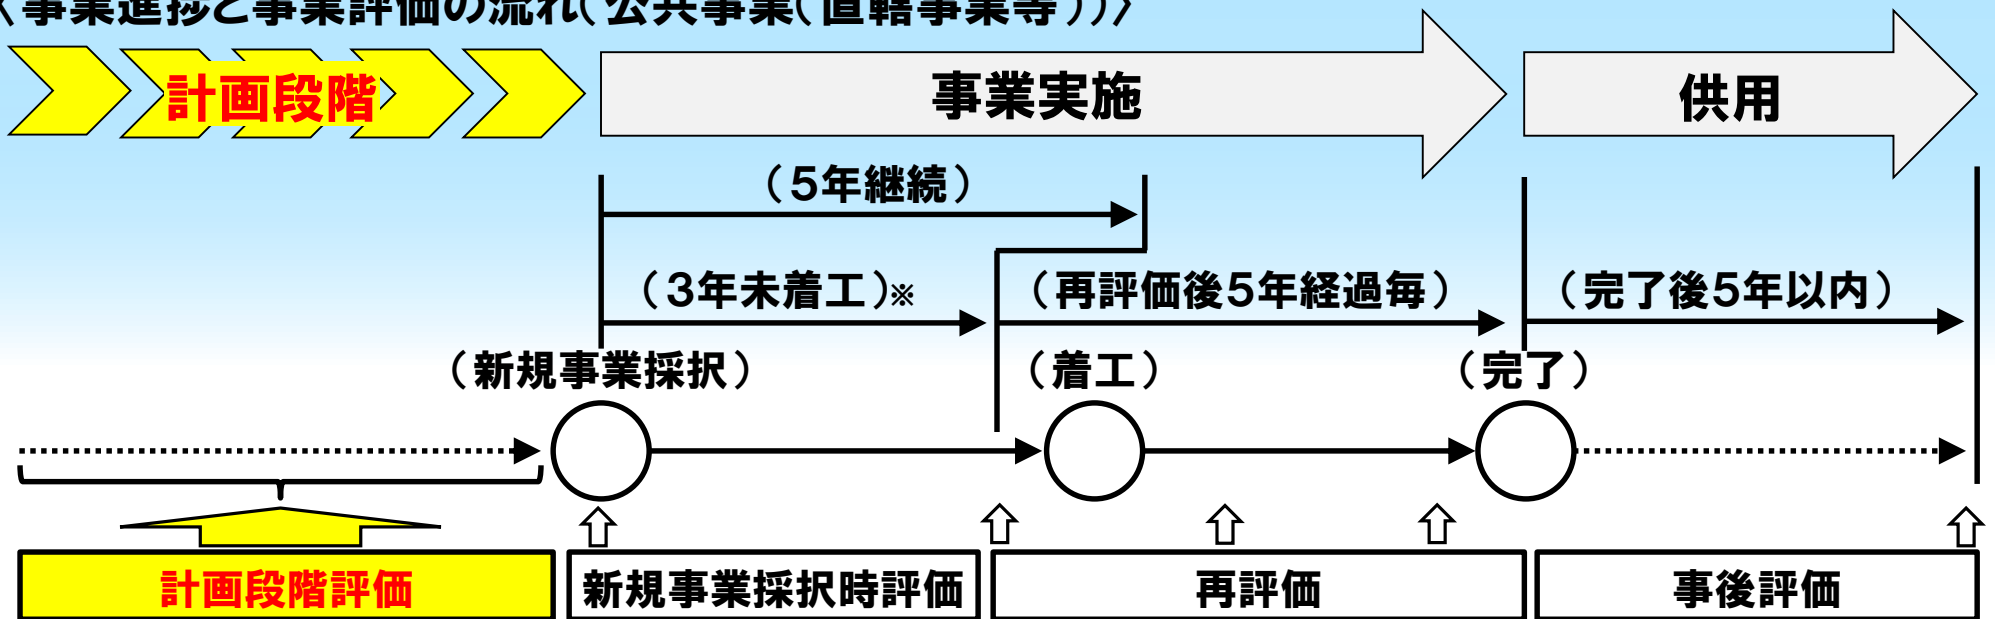 〈事業進捗と事業評価の流れ(公共事業(直轄事業等))〉
計画段階
事業実施
供用
（５年継続）
（３年未着工）※
（再評価後５年経過毎）
（完了後５年以内）
（新規事業採択）
（着工）
（完了）
計画段階評価
新規事業採択時評価
再評価
事後評価